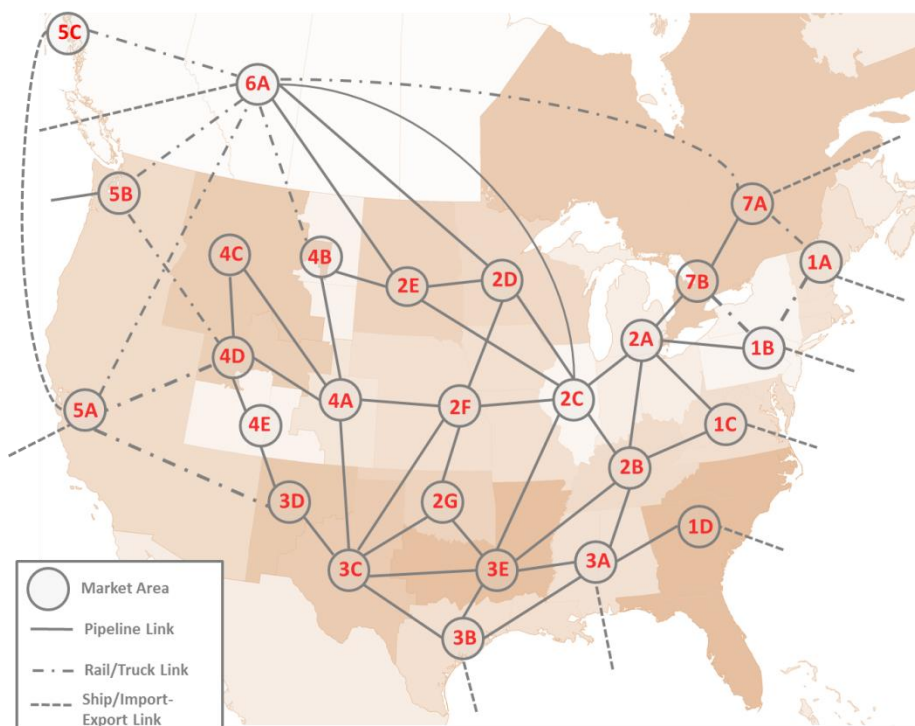 5C
6A
5B
7A
4C
4B
1A
2E
2D
7B
2A
1B
4D
5A
4A
2F
2C
4E
1C
2B
3D
2G
1D
3C
3E
3A
Market Area
Pipeline Link
3B
Rail/Truck Link
Ship/Import-
Export Link